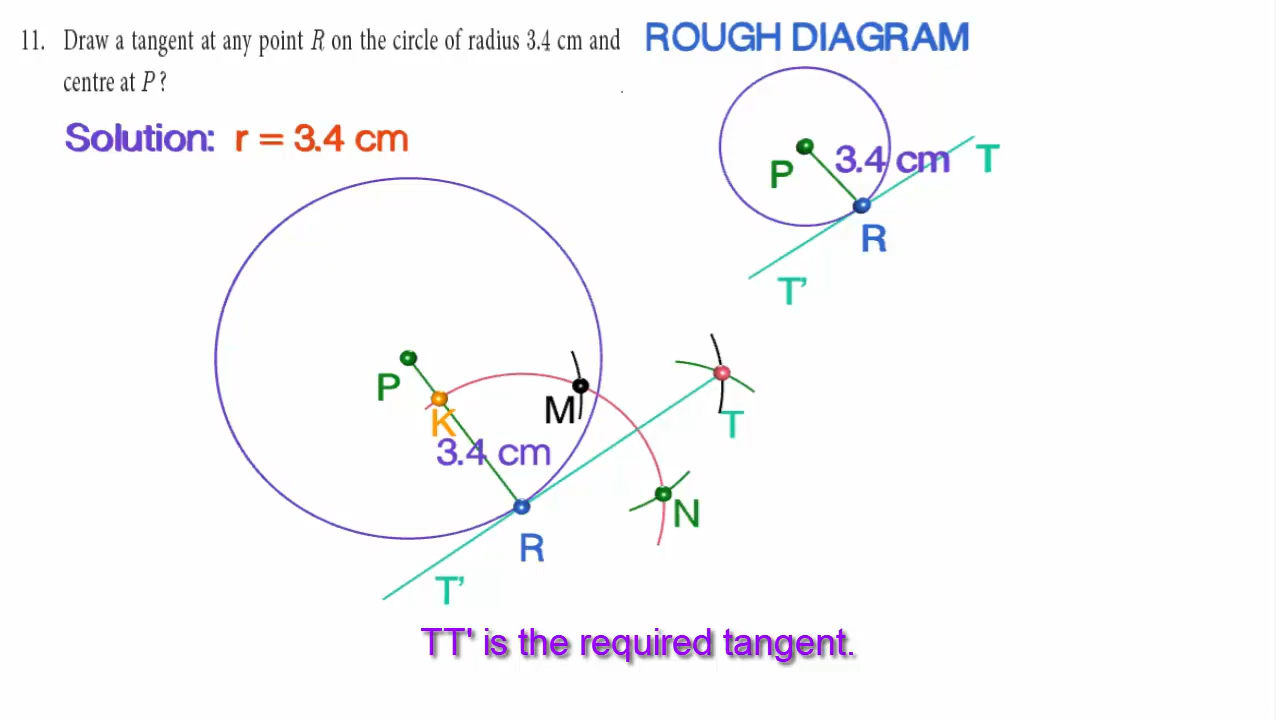 11. Draw a tangent at any point R on the circle of radius 3.4 cm and
centre at P?
ROUGH DIAGRAM
Solution: r = 3.4 cm
P
3.4 cm
T
R
T'
P
K
M
3.4 cm
T
N
R
T'
TT' is the required tangent.